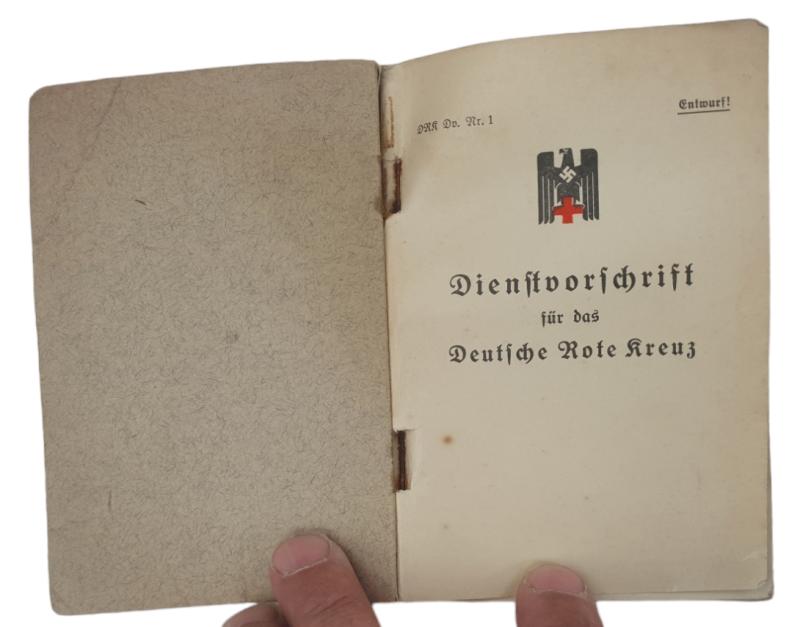 DRK Dv. Nr. 1
Entwurf!
Dienſtvorſchrift
für das
Deutſche Rote Kreuz